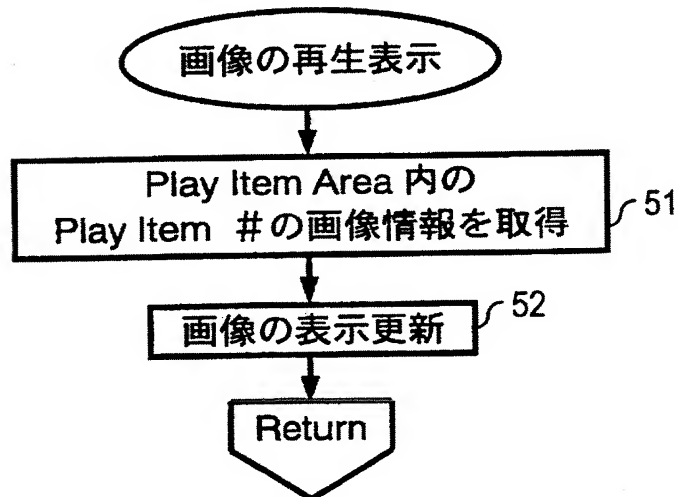 画像の再生表示
Play Item Area 内の
Play Item #の画像情報を取得
51
画像の表示更新
52
Return